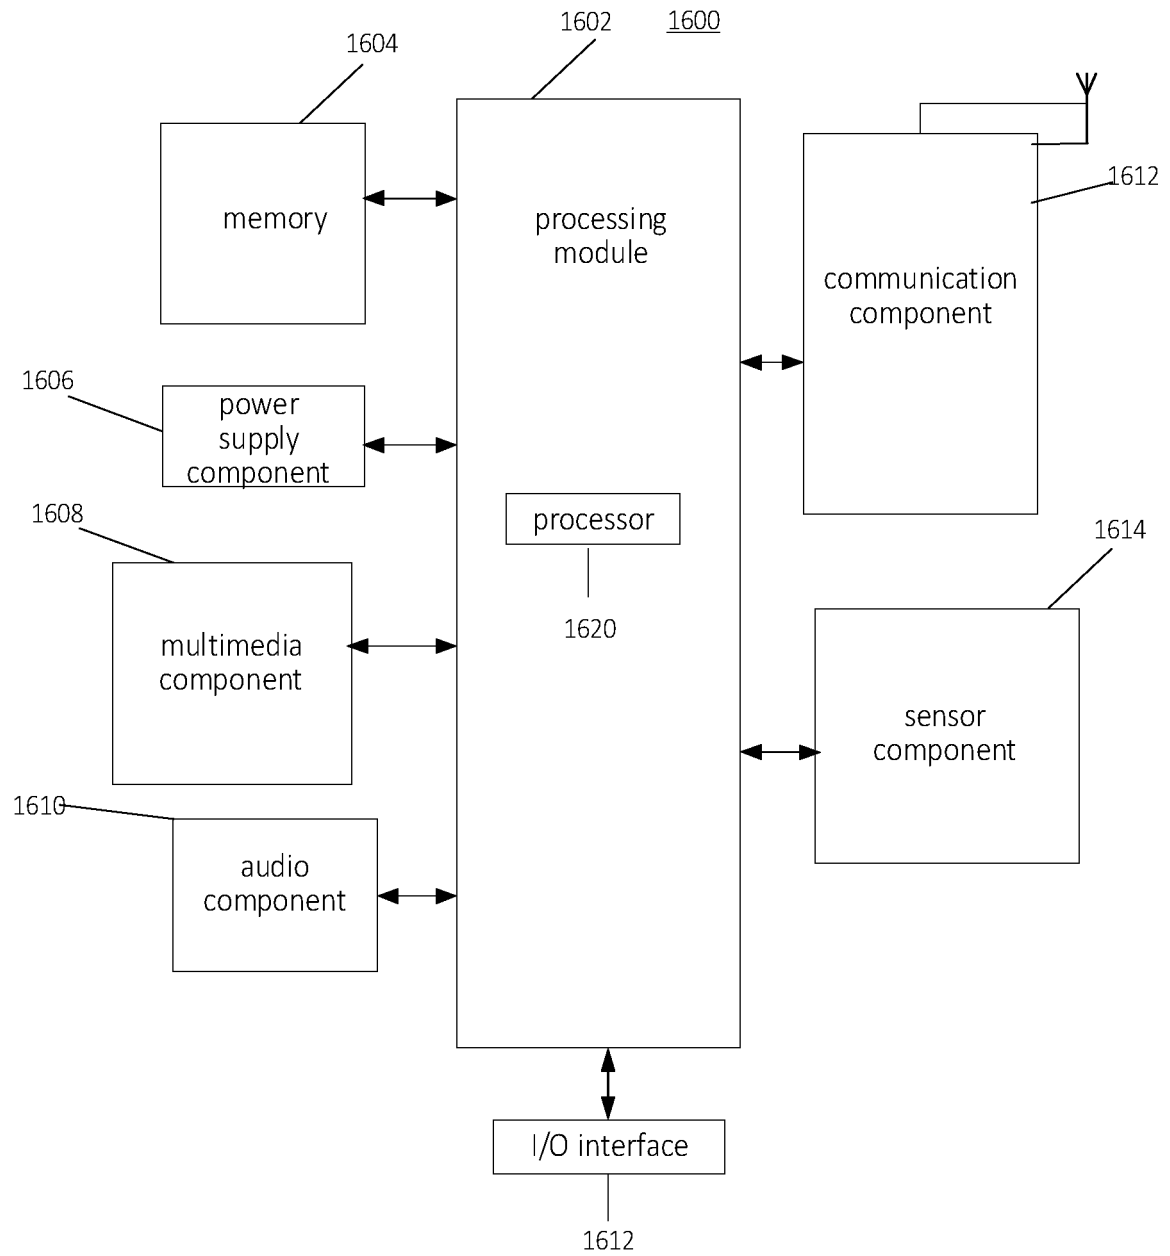 1602
1600
1604
memory
processing
module
1612
communication
component
1606
power
supply
component
1608
processor
1614
1620
multimedia
component
sensor
component
1610
audio
component
I/O interface
1612